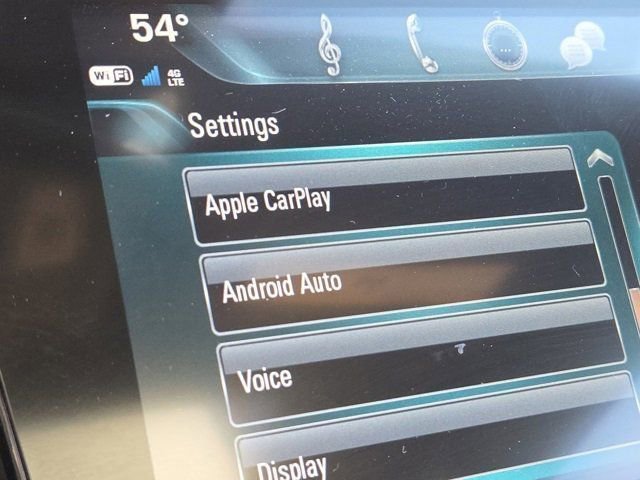 54°
WiFi 4G
LTE
Settings
Apple CarPlay
Android Auto
Voice
Display